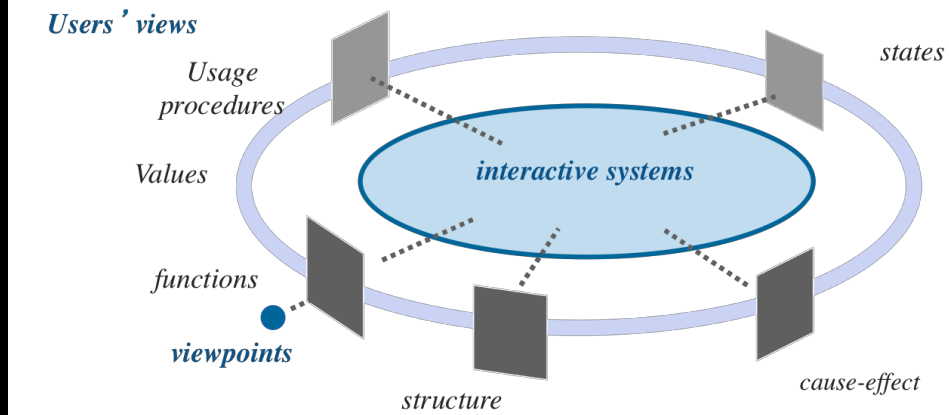 Users’ views
states
Usage
procedures
Values
interactive systems
functions
viewpoints
structure
cause-effect